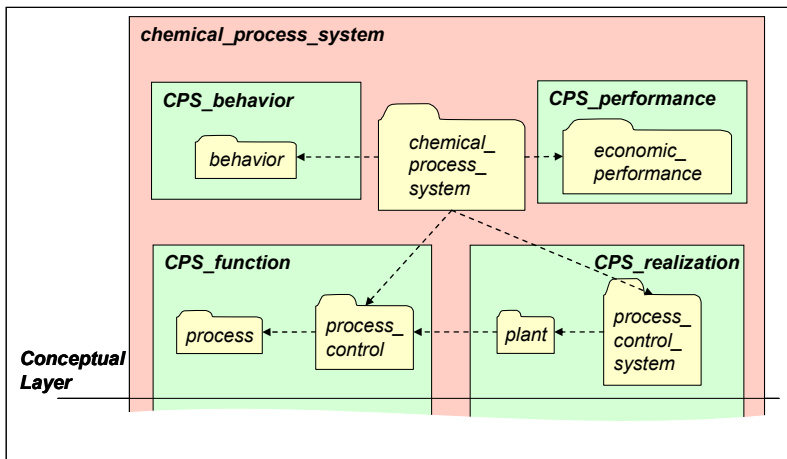 chemical_process_system
CPS_behavior
behavior
chemical_
process_
system
CPS_performance
economic_
performance
CPS_function
process
process_
control
CPS_realization
plant
process_
control_
system
Conceptual
Layer